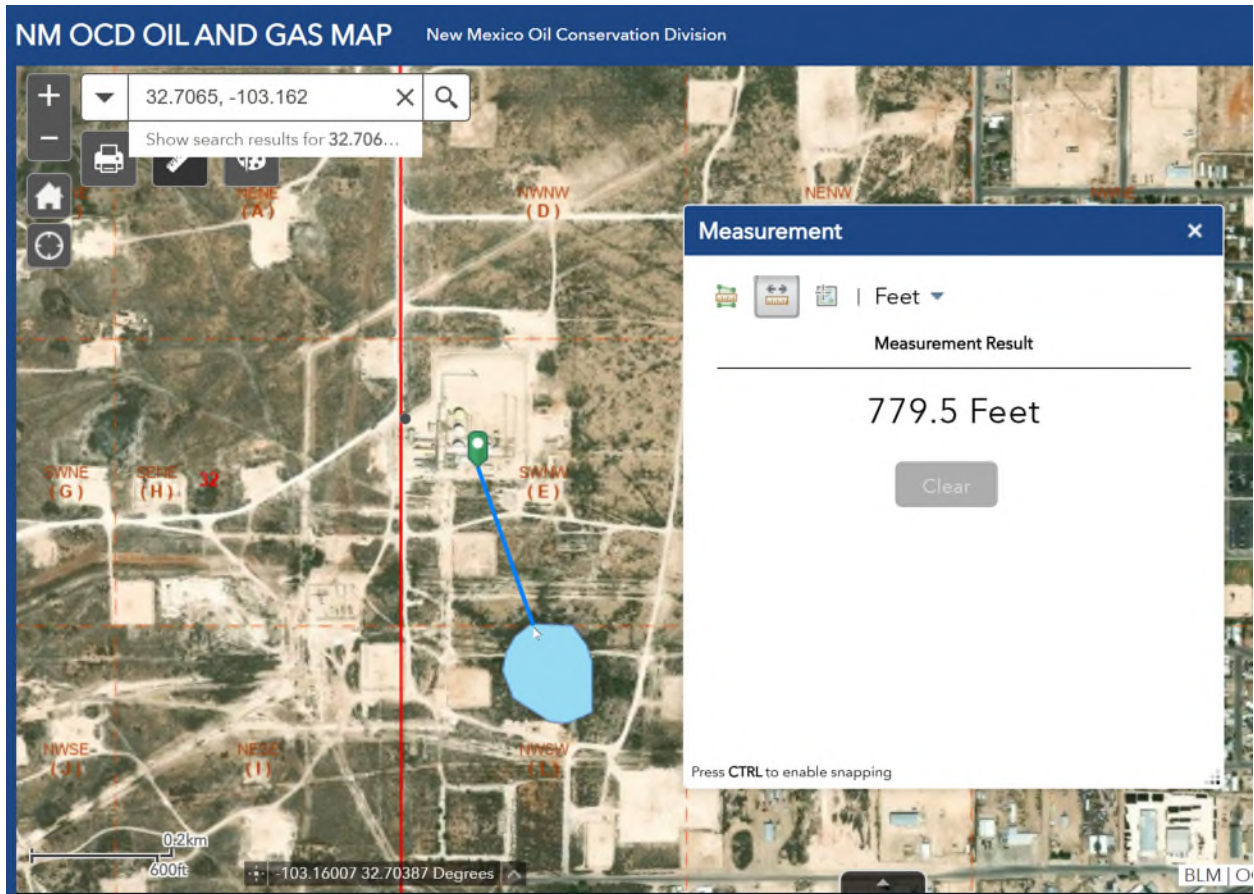 NM OCD OIL AND GAS MAP New Mexico Oil Conservation Division
+
32.7065, -103.162
Show search results for 32.706...
−
NWNW
(D)
NENW
(A)
Measurement ×
| Feet
Measurement Result
779.5 Feet
Clear
SWNE
(G)
SENE
(H)
32
SWNW
(E)
NWSE
(J)
NESE
(I)
NWSW
(L)
Press CTRL to enable snapping
0.2km
600ft
-103.16007 32.70387 Degrees
BLM | O